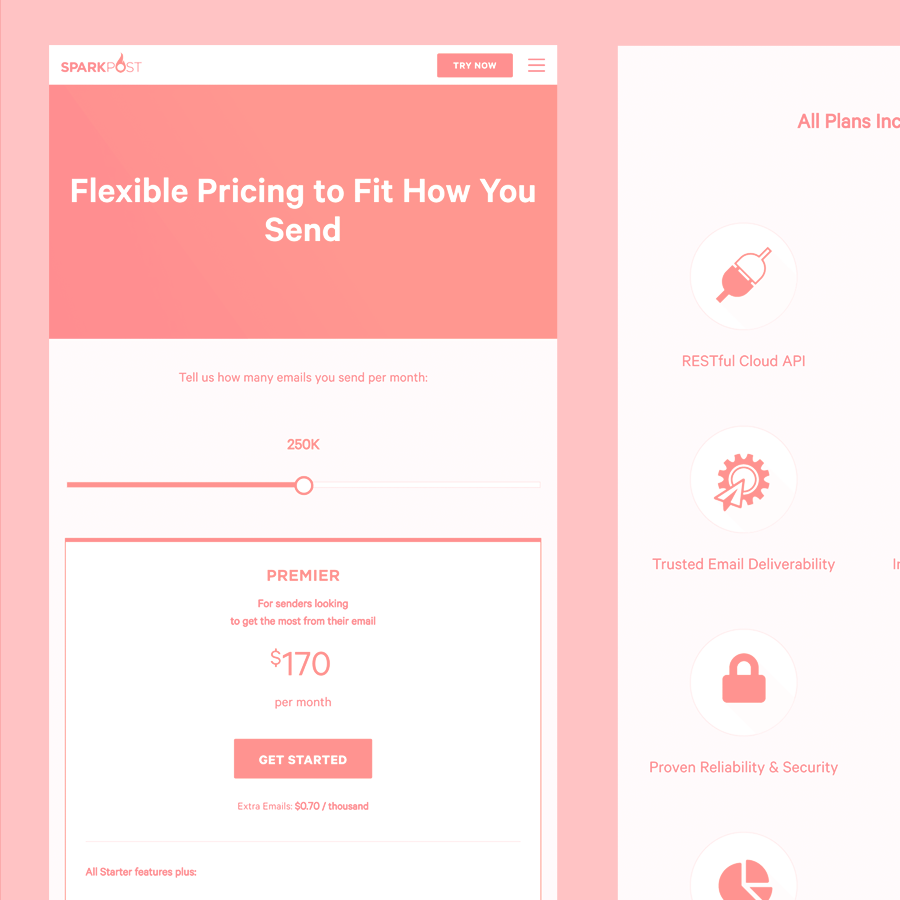 SPARKPOST
TRY NOW
Flexible Pricing to Fit How You
Send
Tell us how many emails you send per month:
250K
PREMIER
For senders looking
to get the most from their email
$170
per month
GET STARTED
Extra Emails: $0.70 / thousand
All Starter features plus:
All Plans Inc
RESTful Cloud API
Trusted Email Deliverability
Proven Reliability & Security